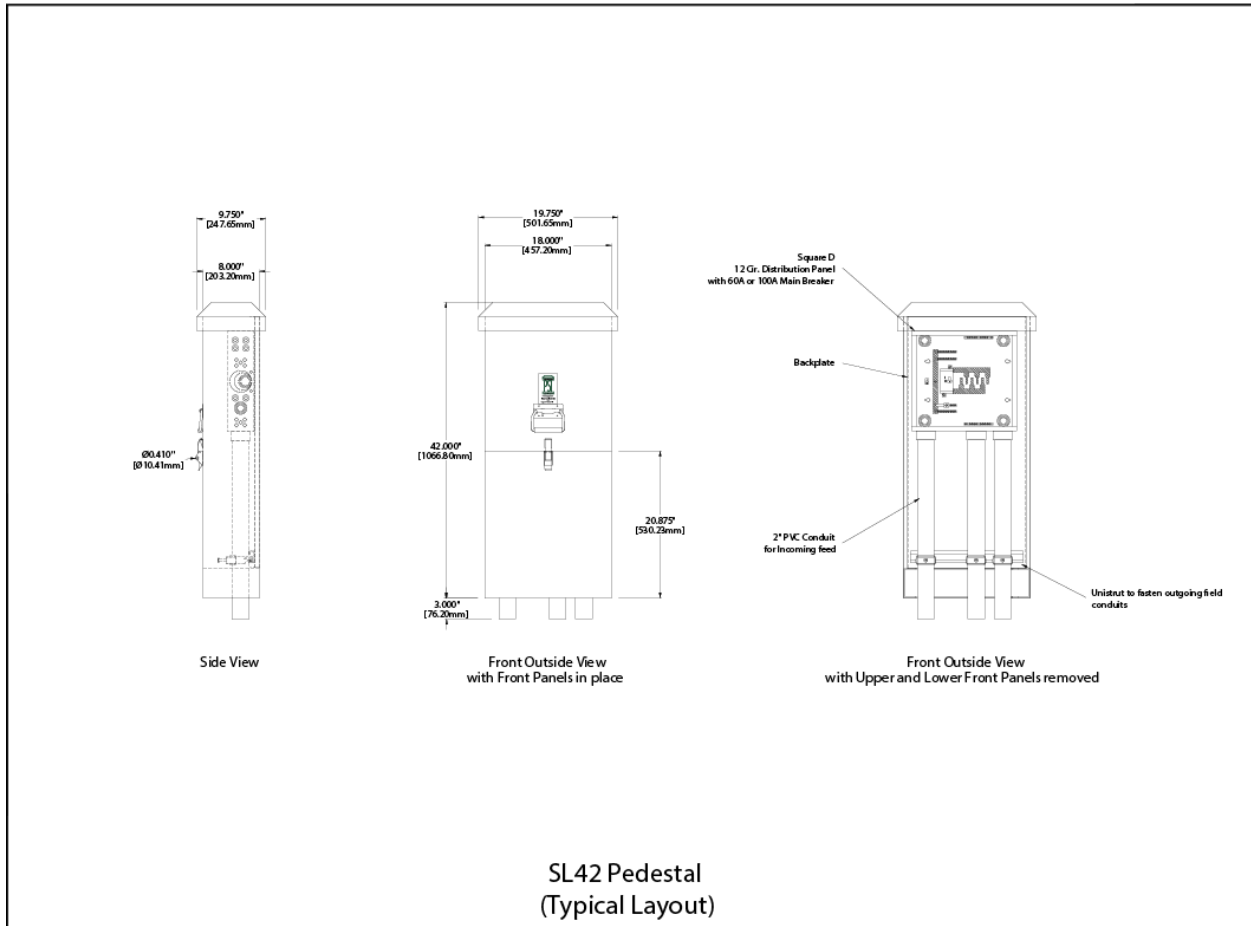 9.750"
[247.65mm]
8.000"
[203.20mm]
Ø0.410"
[Ø10.41mm]
Side View
19.750"
[501.65mm]
18.000"
[457.20mm]
42.000"
[1066.80mm]
20.875"
[530.23mm]
3.000"
[76.20mm]
Front Outside View
with Front Panels in place
Square D
12 Cir. Distribution Panel
with 60A or 100A Main Breaker
Backplate
2" PVC Conduit
for Incoming feed
Unistrut to fasten outgoing field
conduits
Front Outside View
with Upper and Lower Front Panels removed
SL42 Pedestal
(Typical Layout)